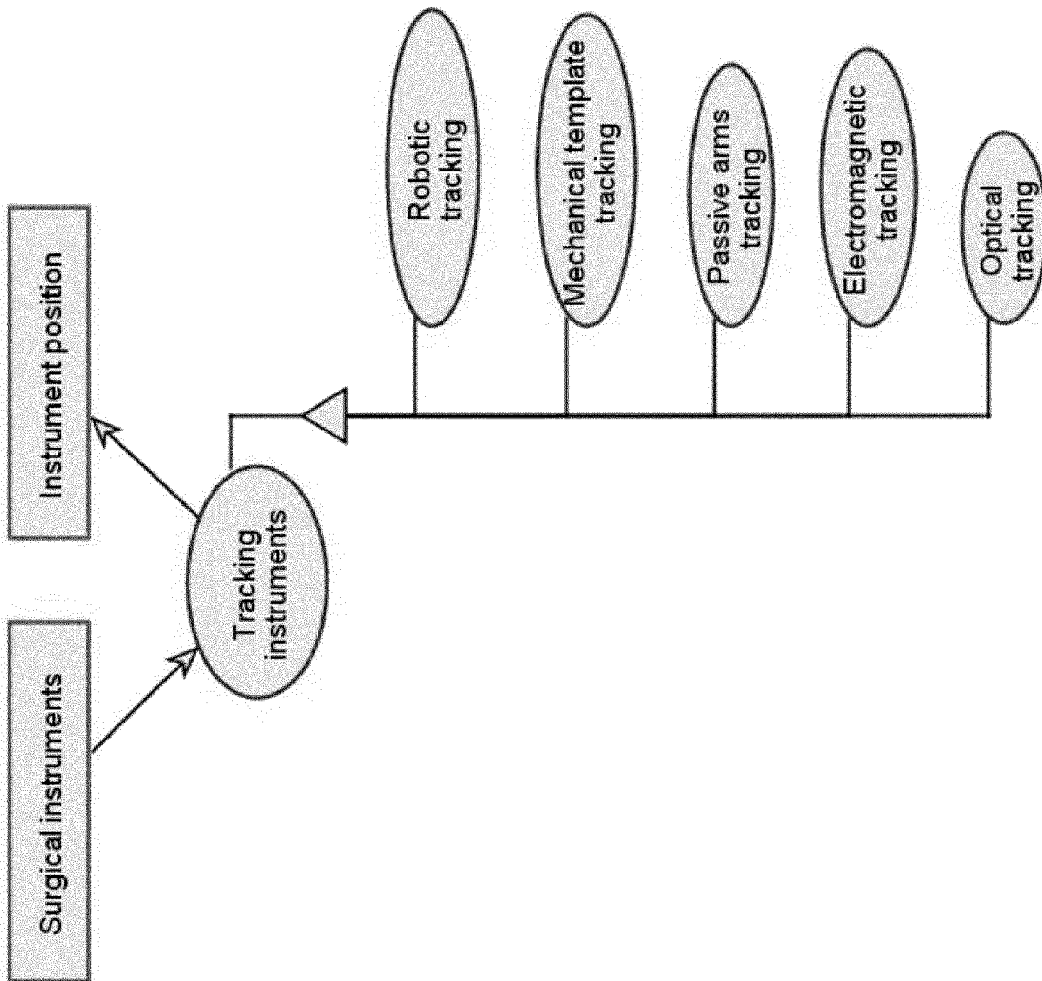 Surgical instruments
Instrument position
Tracking
instruments
Robotic
tracking
Mechanical template
tracking
Passive arms
tracking
Electromagnetic
tracking
Optical
tracking